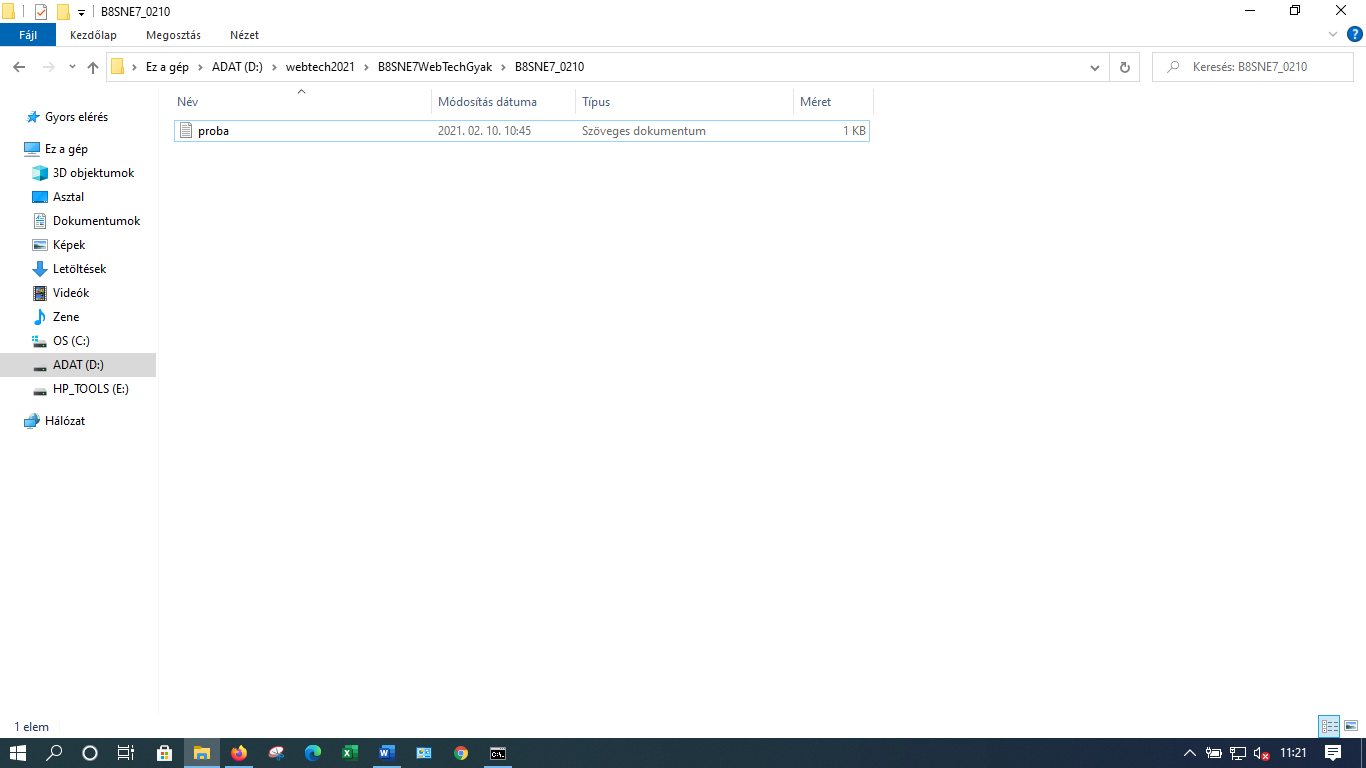 B8SNE7_0210
Fájl Kezdőlap Megosztás Nézet
Ez a gép ADAT (D:) webtech2021 B8SNE7WebTechGyak B8SNE7_0210 Keresés: B8SNE7_0210
Név Módosítás dátuma Típus Méret
proba 2021. 02. 10. 10:45 Szöveges dokumentum 1 KB
Gyors elérés
Ez a gép
3D objektumok
Asztal
Dokumentumok
Képek
Letöltések
Videók
Zene
OS (C:)
ADAT (D:)
HP_TOOLS (E:)
Hálózat
1 elem
11:21